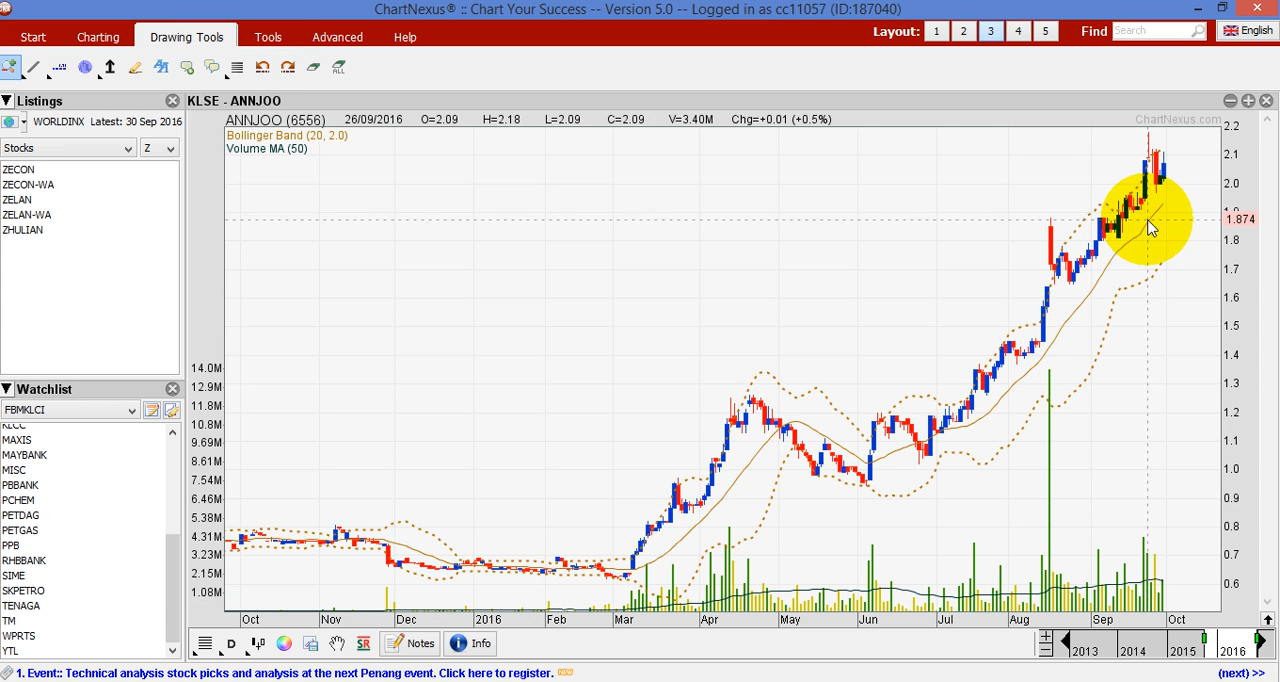 ChartNexus® :: Chart Your Success -- Version 5.0 -- Logged in as cc11057 (ID:187040)
Start Charting Drawing Tools Tools Advanced Help Layout: 1 2 3 4 5 Find Search English
ALL
Listings
WORLDINX Latest: 30 Sep 2016
Stocks Z
ZECON
ZECON-WA
ZELAN
ZELAN-WA
ZHULIAN
Watchlist
FBMKLCI
KLCC
MAXIS
MAYBANK
MISC
PBBANK
PCHEM
PETDAG
PETGAS
PPB
RHBBANK
SIME
SKPETRO
TENAGA
TM
WPRTS
YTL
KLSE - ANNJOO
ANNJOO (6556) 26/09/2016 O=2.09 H=2.18 L=2.09 C=2.09 V=3.40M Chg=+0.01 (+0.5%) ChartNexus.com
Bollinger Band (20, 2.0)
Volume MA (50)
2.2
2.1
2.0
1.874
1.8
1.7
1.6
1.5
1.4
1.3
1.2
1.1
1.0
0.9
0.8
0.7
0.6
14.0M
12.9M
11.8M
10.8M
9.69M
8.61M
7.54M
6.46M
5.38M
4.31M
3.23M
2.15M
1.08M
Oct Nov Dec 2016 Feb Mar Apr May Jun Jul Aug Sep Oct
D SR Notes Info 2013 2014 2015 2016
1. Event:: Technical analysis stock picks and analysis at the next Penang event. Click here to register. NEW (next) >>